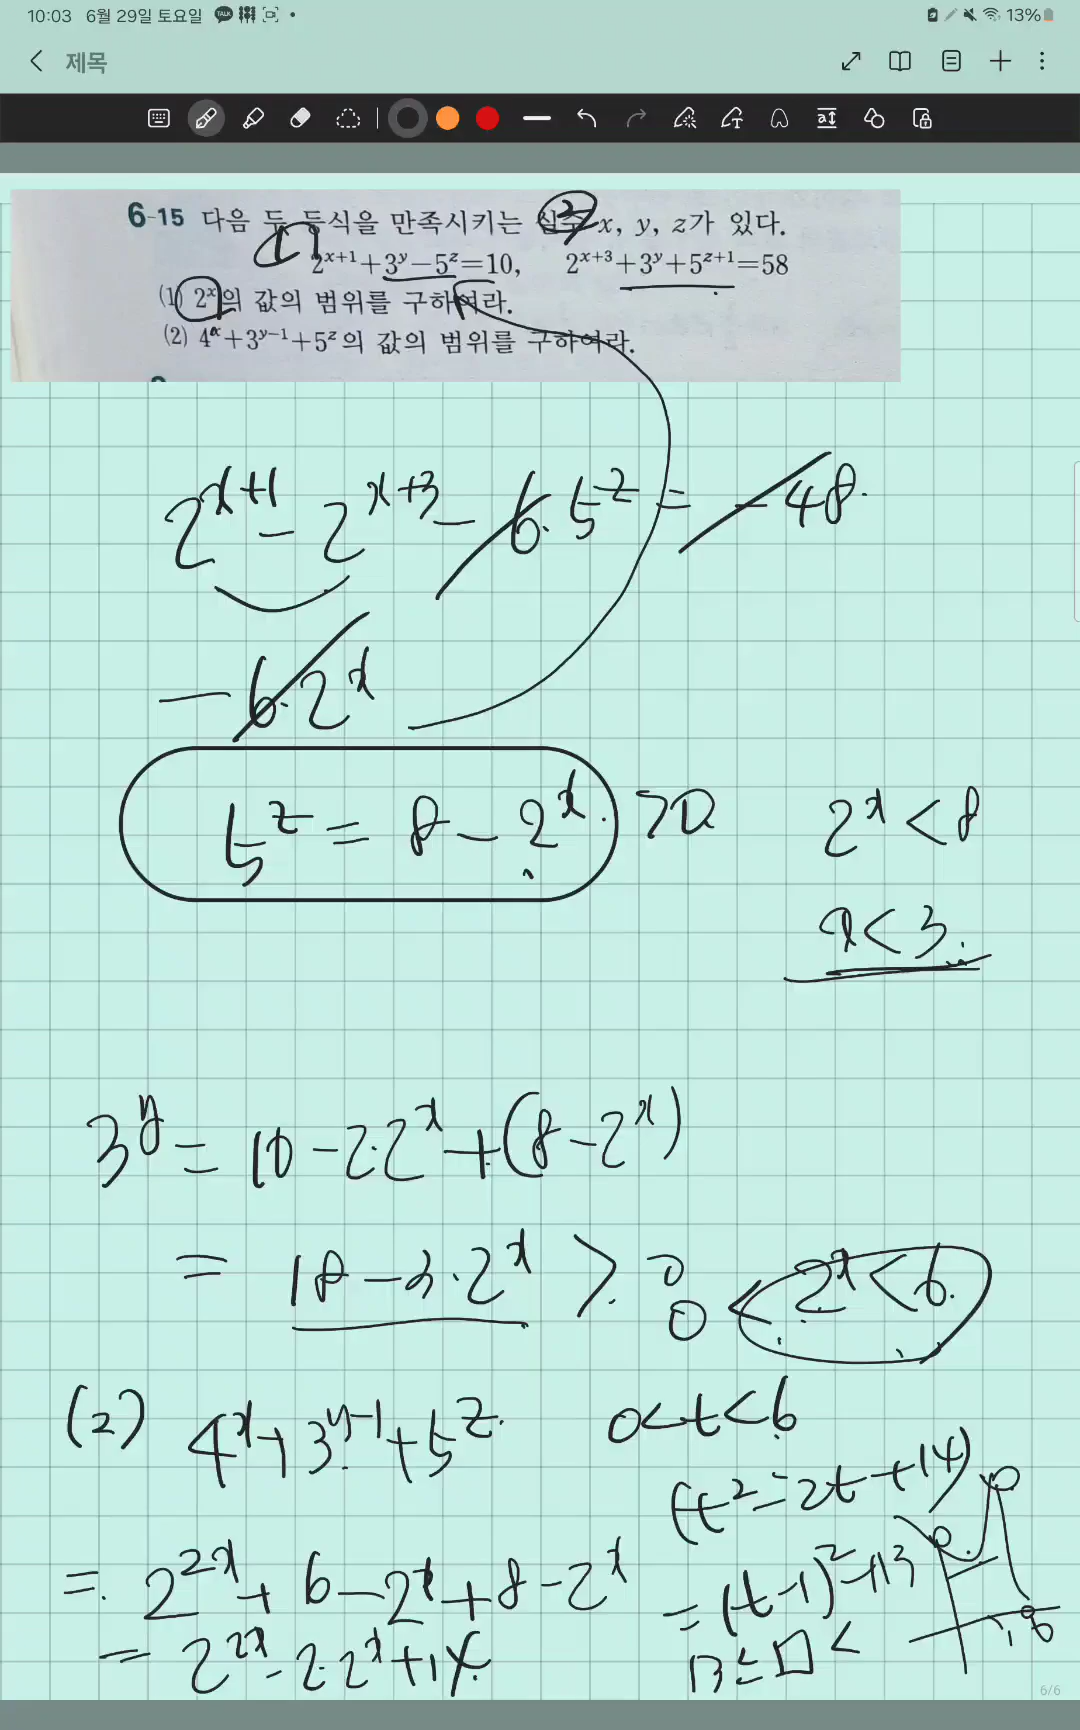 10:03 6월 29일 토요일
13%
제목
6-15 다음 두 등식을 만족시키는 실수 x, y, z가 있다.
2^{x+1}+3^y-5^z=10, 2^{x+3}+3^y+5^{z+1}=58
(1) 2^x의 값의 범위를 구하여라.
(2) 4^x+3^{y-1}+5^z의 값의 범위를 구하여라.
2^{x+1} - 2^{x+3} - 6·5^z = -48.
-6·2^x
5^z = 8 - 2^x > 0 2^x < 8
x < 3.
3^y = 10 - 2·2^x + (8 - 2^x)
= 18 - 3·2^x > 0 0 < 2^x < 6.
(2) 4^x + 3^{y-1} + 5^z. 0 < t < 6
(t^2 - 2t + 14)
= 2^{2x} + 6 - 2^x + 8 - 2^x
= (t-1)^2 + 13
= 2^{2x} - 2·2^x + 14.
13 ≤ □ <
1 6
6/6